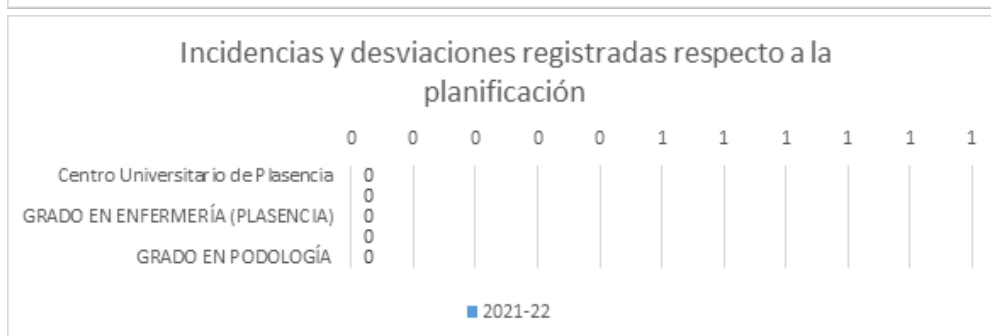 Incidencias y desviaciones registradas respecto a la
planificación
0 0 0 0 0 1 1 1 1 1 1
Centro Universitario de Plasencia 0
0
GRADO EN ENFERMERÍA (PLASENCIA) 0
0
GRADO EN PODOLOGÍA 0
2021-22